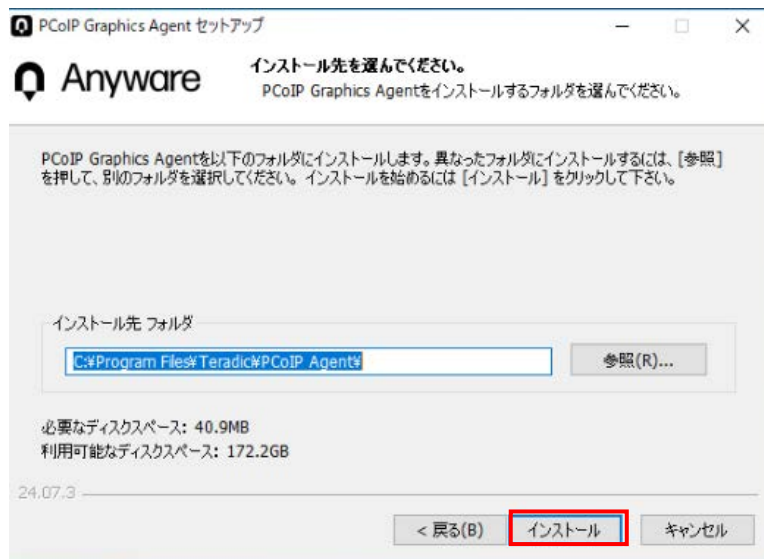 PCoIP Graphics Agent セットアップ
Anyware
インストール先を選んでください。
PCoIP Graphics Agentをインストールするフォルダを選んでください。
PCoIP Graphics Agentを以下のフォルダにインストールします。異なったフォルダにインストールするには、[参照]
を押して、別のフォルダを選択してください。インストールを始めるには [インストール] をクリックして下さい。
インストール先 フォルダ
C:¥Program Files¥Teradici¥PCoIP Agent¥
参照(R)...
必要なディスクスペース: 40.9MB
利用可能なディスクスペース: 172.2GB
24.07.3
< 戻る(B)
インストール
キャンセル